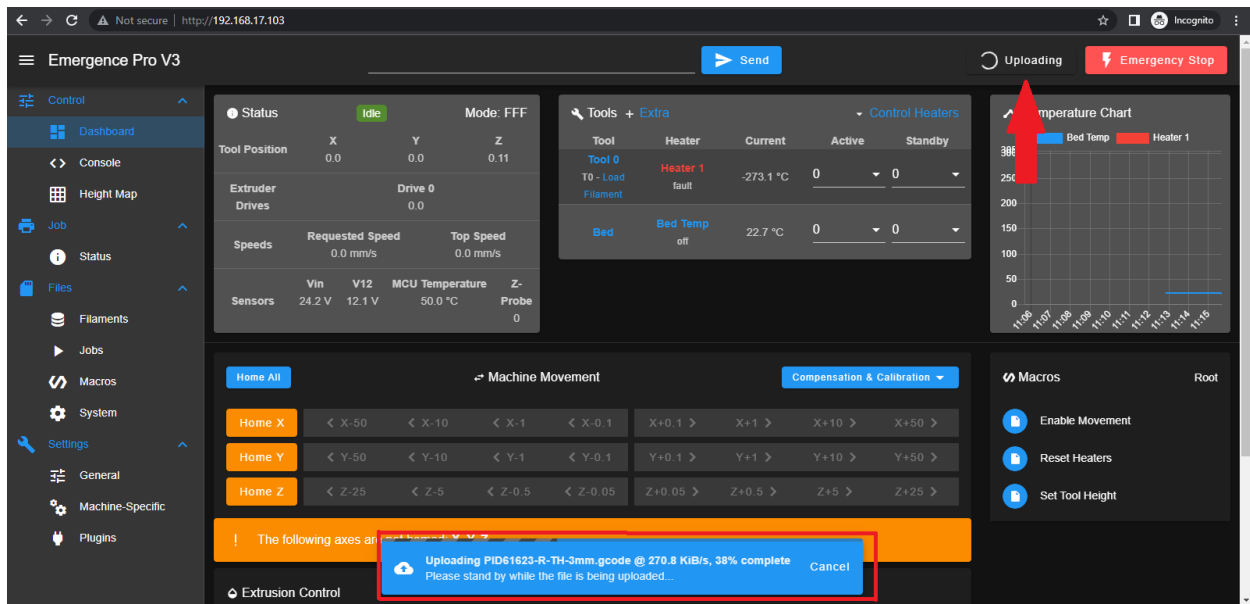 Not secure | http://192.168.17.103
Incognito
Emergence Pro V3
Send
Uploading
Emergency Stop
Control
Dashboard
Console
Height Map
Job
Status
Files
Filaments
Jobs
Macros
System
Settings
General
Machine-Specific
Plugins
Status Idle Mode: FFF
Tool Position
X Y Z
0.0 0.0 0.11
Extruder Drives
Drive 0
0.0
Speeds
Requested Speed Top Speed
0.0 mm/s 0.0 mm/s
Sensors
Vin V12 MCU Temperature Z-Probe
24.2 V 12.1 V 50.0 °C 0
Tools + Extra Control Heaters
Tool Heater Current Active Standby
Tool 0
T0 - Load Filament
Heater 1
fault
-273.1 °C 0 0
Bed
Bed Temp
off
22.7 °C 0 0
mperature Chart
Bed Temp Heater 1
250
200
150
100
50
0
11:06 11:07 11:08 11:09 11:10 11:11 11:12 11:13 11:14 11:15
Home All
Machine Movement
Compensation & Calibration
Home X X-50 X-10 X-1 X-0.1 X+0.1 X+1 X+10 X+50
Home Y Y-50 Y-10 Y-1 Y-0.1 Y+0.1 Y+1 Y+10 Y+50
Home Z Z-25 Z-5 Z-0.5 Z-0.05 Z+0.05 Z+0.5 Z+5 Z+25
! The following axes are not homed: X, Y, Z
Uploading PID61623-R-TH-3mm.gcode @ 270.8 KiB/s, 38% complete
Please stand by while the file is being uploaded...
Cancel
Extrusion Control
Macros Root
Enable Movement
Reset Heaters
Set Tool Height